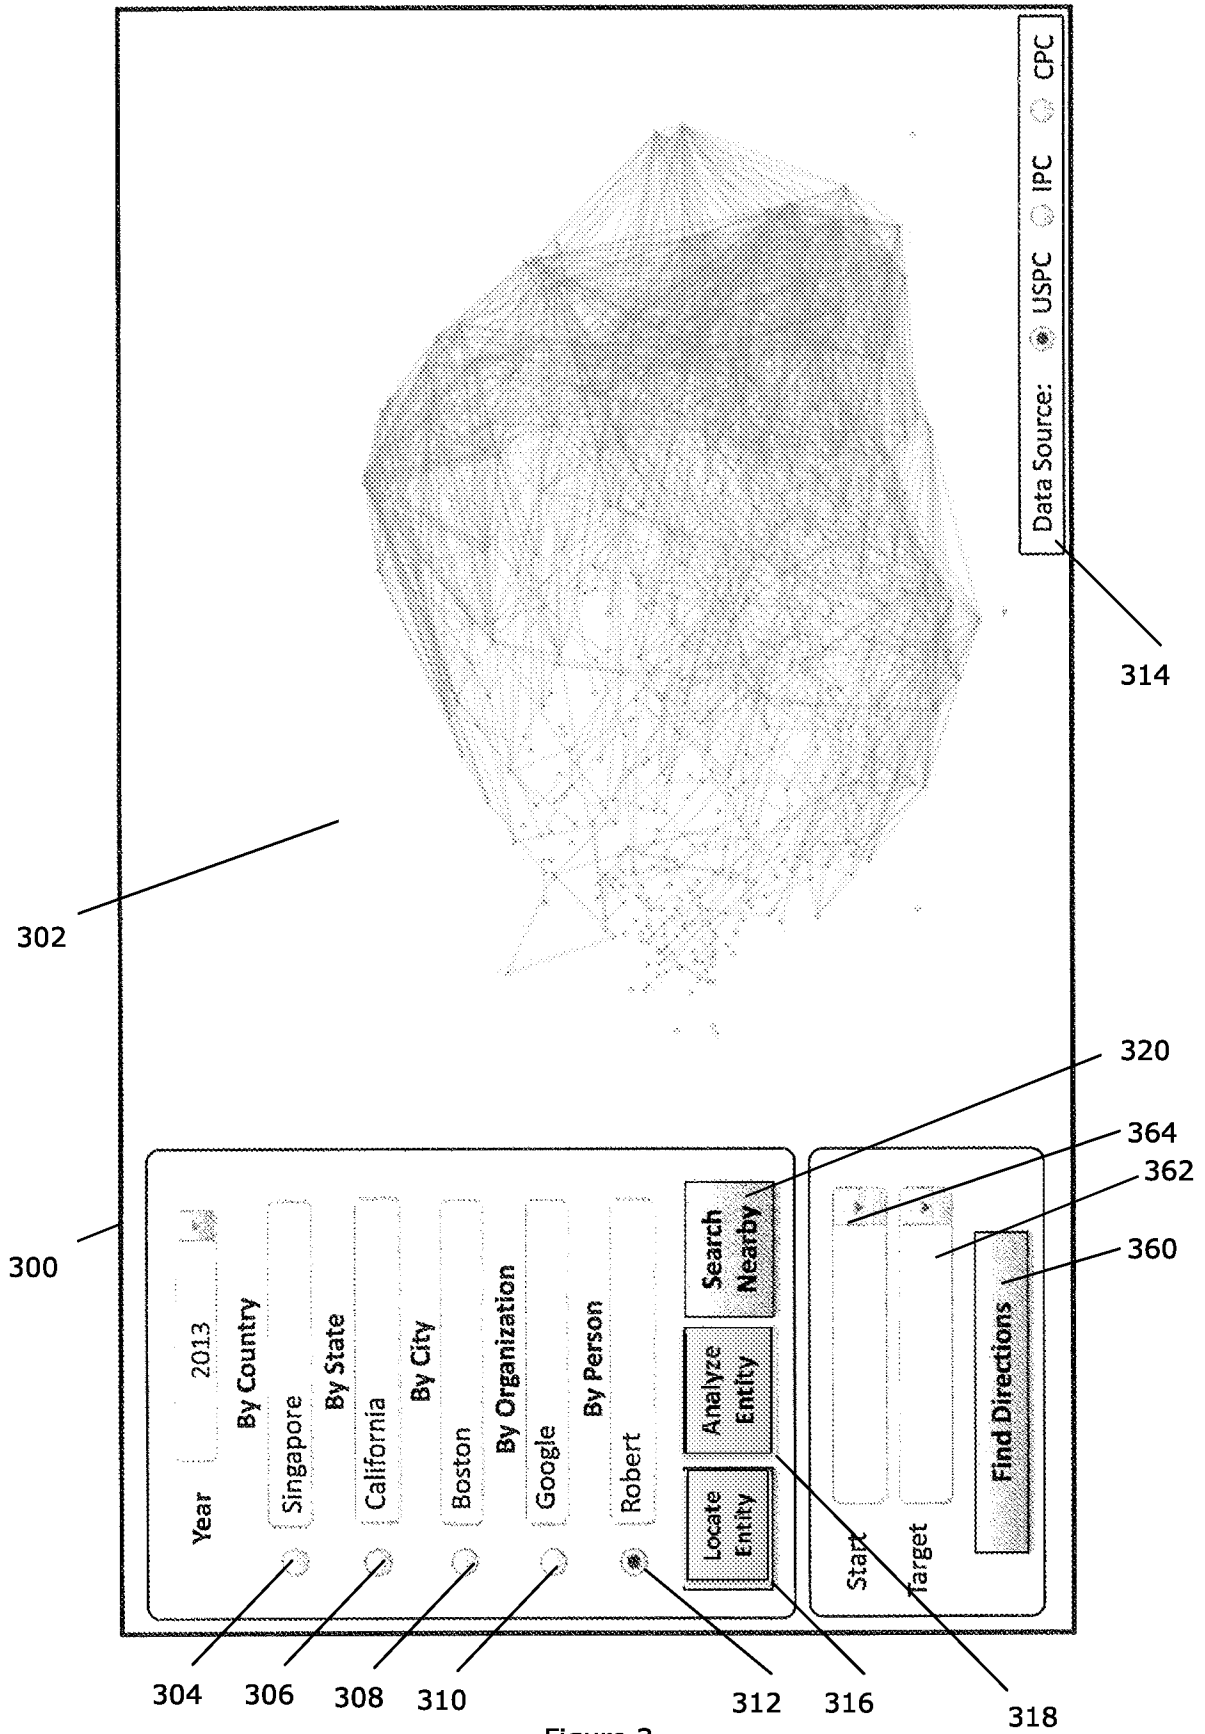 Year
2013
By Country
Singapore
By State
California
By City
Boston
By Organization
Google
By Person
Robert
Locate
Entity
Analyze
Entity
Search
Nearby
Start
Target
Find Directions
Data Source: USPC IPC CPC
300
302
304
306
308
310
312
314
316
318
320
360
362
364